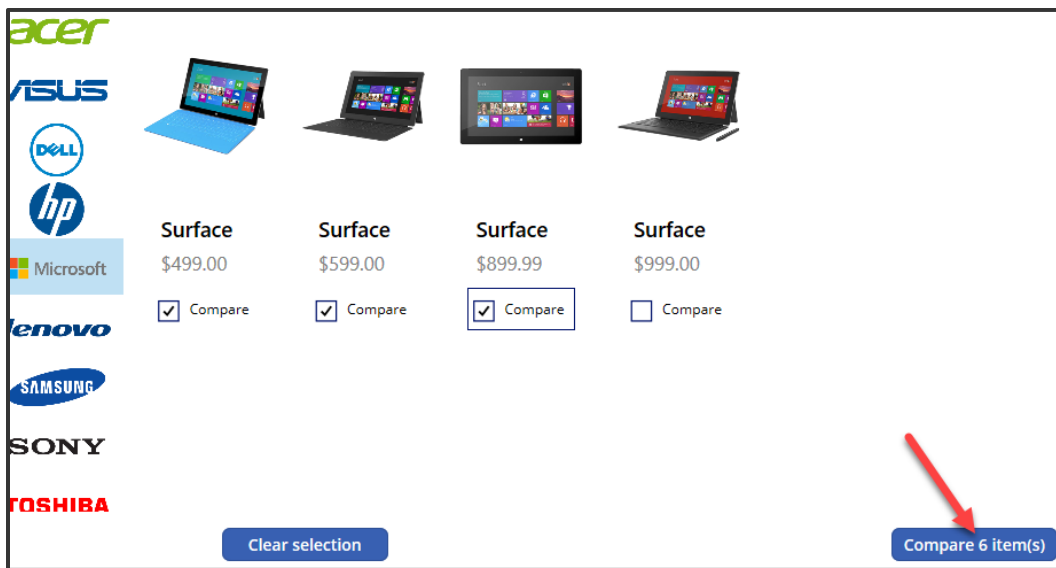 acer
ASUS
DELL
hp
Microsoft
lenovo
SAMSUNG
SONY
TOSHIBA
Surface Surface Surface Surface
$499.00 $599.00 $899.99 $999.00
Compare Compare Compare Compare
Clear selection
Compare 6 item(s)